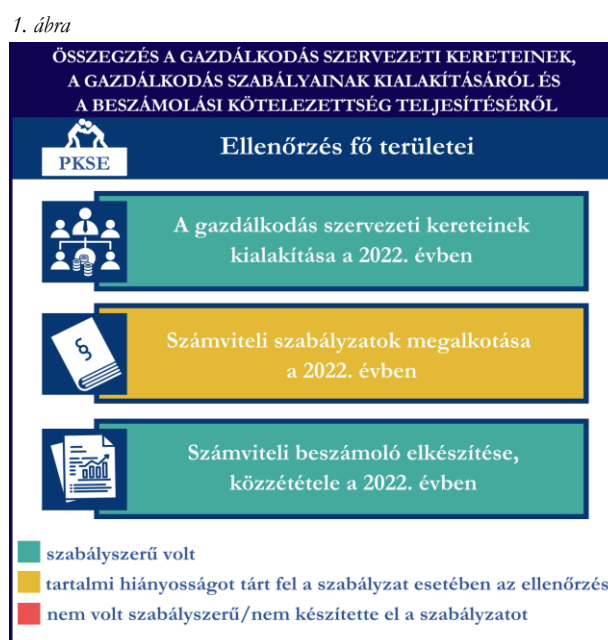 1. ábra
ÖSSZEGZÉS A GAZDÁLKODÁS SZERVEZETI KERETEINEK,
A GAZDÁLKODÁS SZABÁLYAINAK KIALAKÍTÁSÁRÓL ÉS
A BESZÁMOLÁSI KÖTELEZETTSÉG TELJESÍTÉSÉRŐL
PKSE
Ellenőrzés fő területei
A gazdálkodás szervezeti kereteinek
kialakítása a 2022. évben
§
Számviteli szabályzatok megalkotása
a 2022. évben
Számviteli beszámoló elkészítése,
közzététele a 2022. évben
szabályszerű volt
tartalmi hiányosságot tárt fel a szabályzat esetében az ellenőrzés
nem volt szabályszerű/nem készítette el a szabályzatot